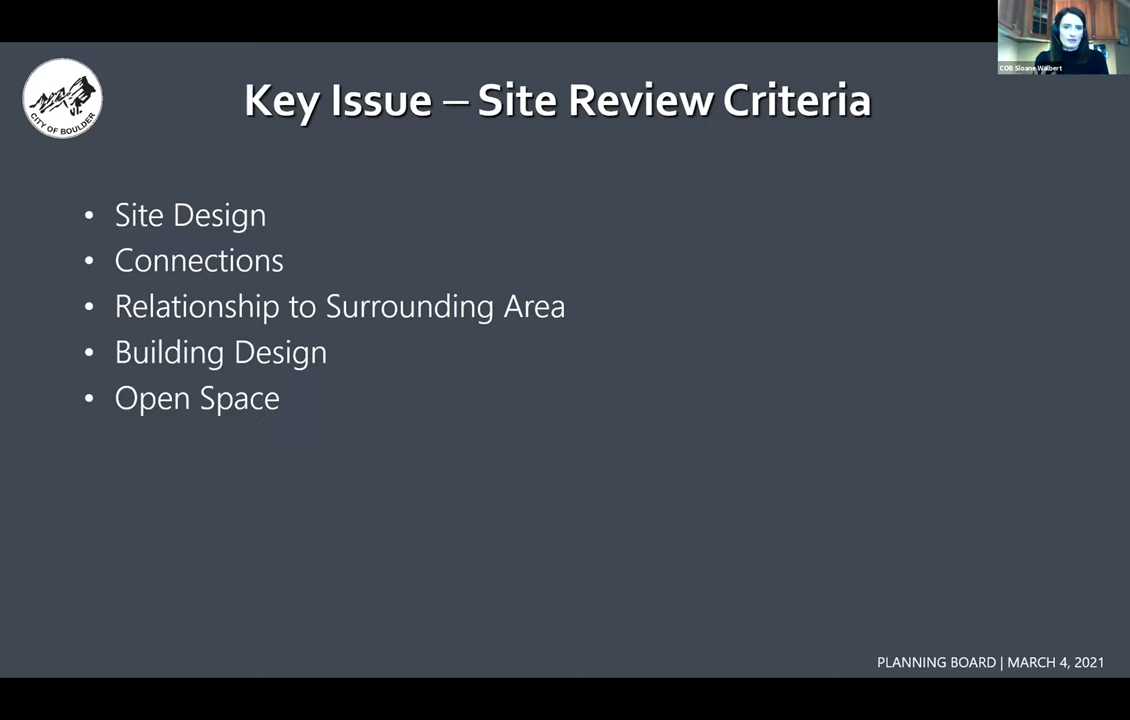 COB Sloane Walbert
CITY OF BOULDER
Key Issue – Site Review Criteria
• Site Design
• Connections
• Relationship to Surrounding Area
• Building Design
• Open Space
PLANNING BOARD | MARCH 4, 2021